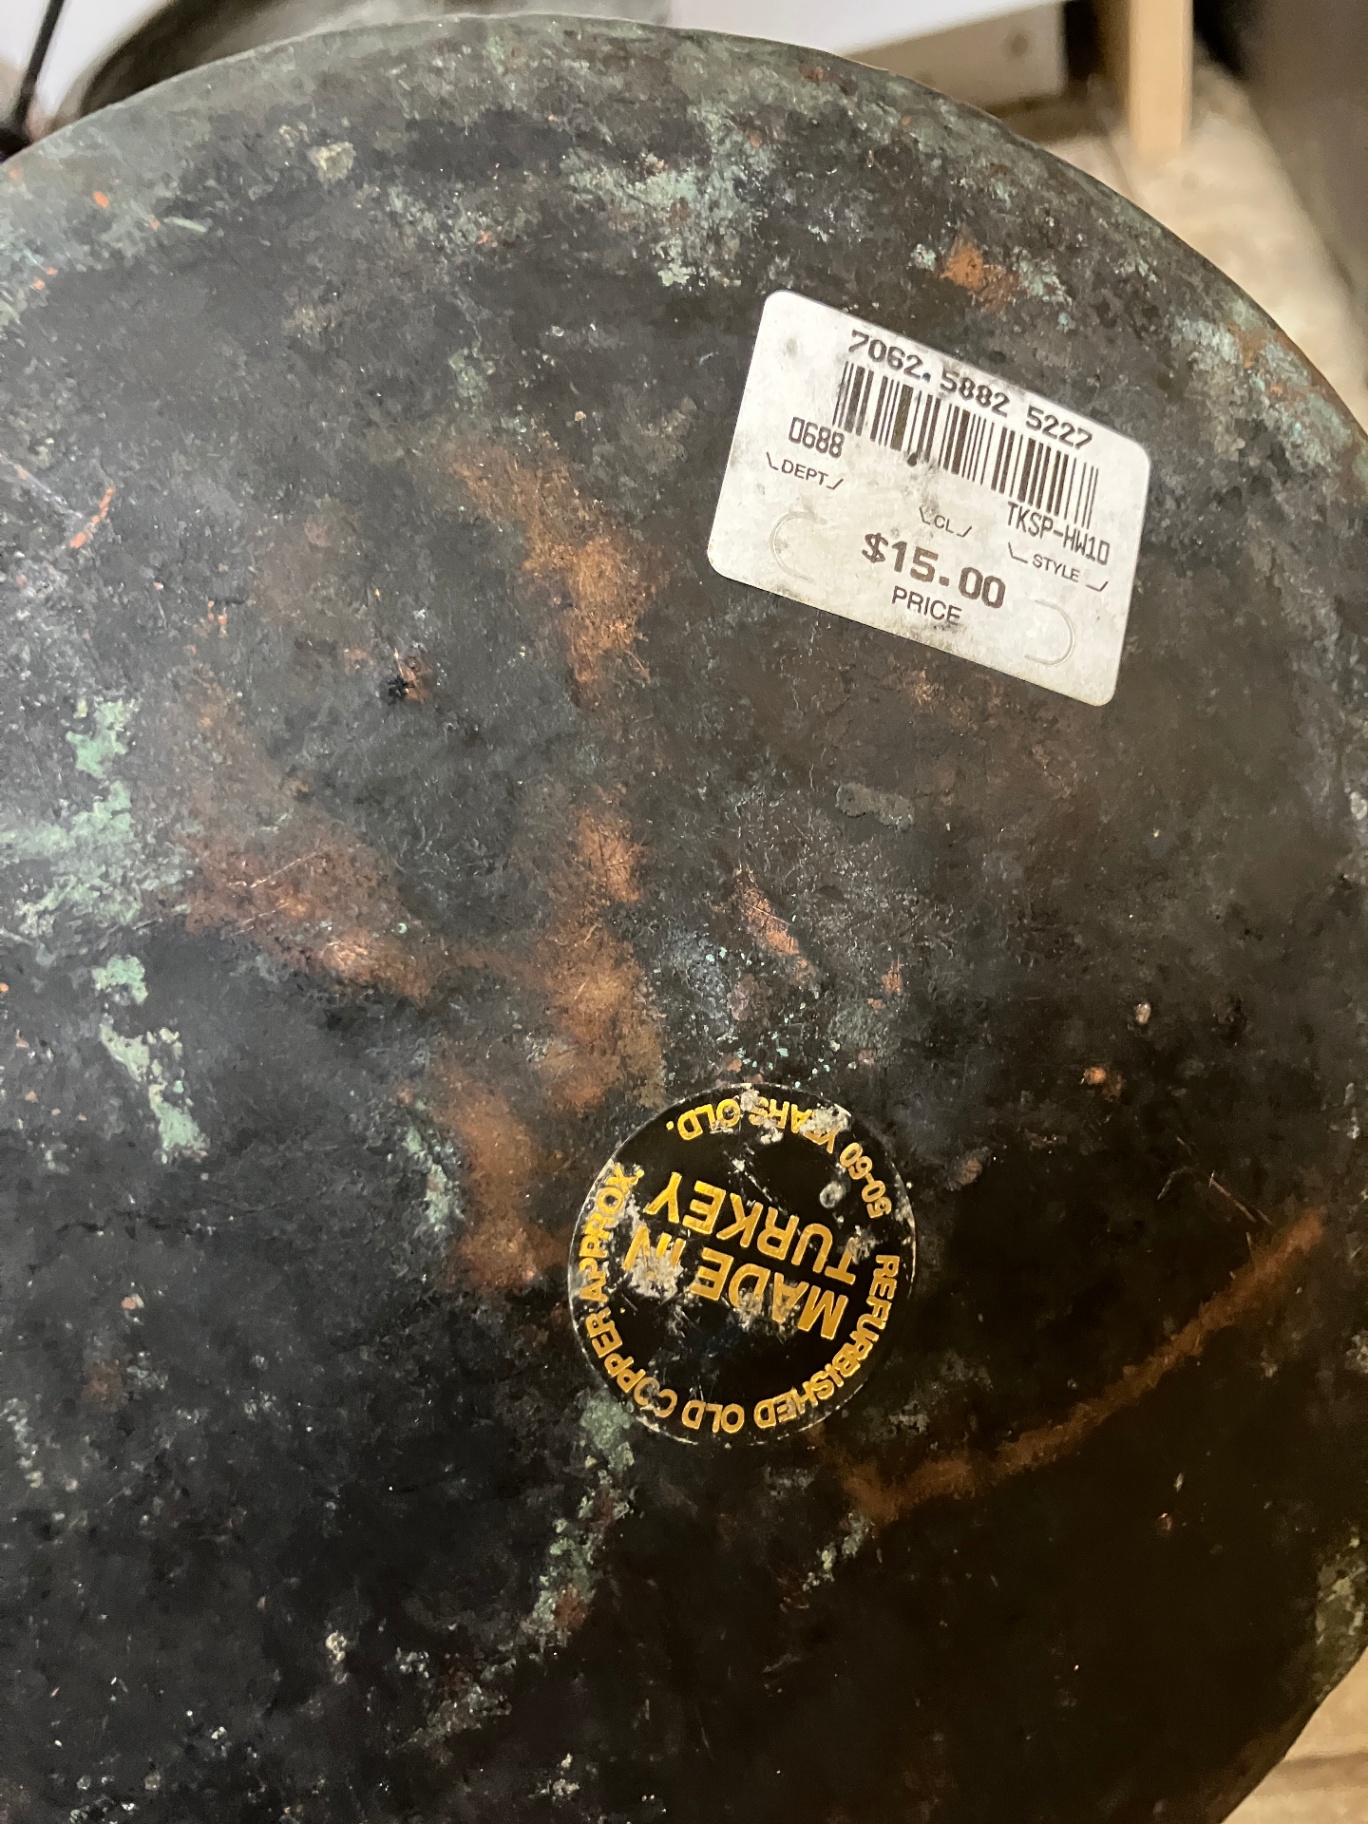 7062.5882 5227
0688
DEPT
CL
TKSP-HW10
STYLE
$15.00
PRICE
REFURBISHED OLD COPPER APPROX.
50-60 YEARS OLD.
MADE IN
TURKEY